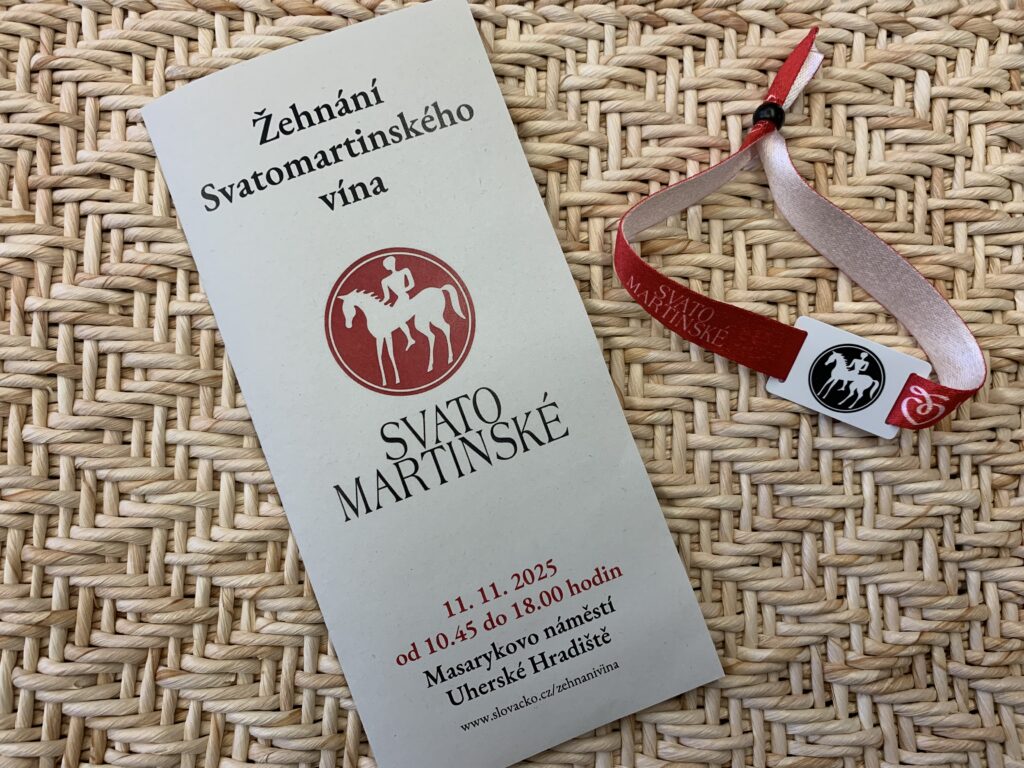 Žehnání
Svatomartinského
vína
SVATO
MARTINSKÉ
11. 11. 2025
od 10.45 do 18.00 hodin
Masarykovo náměstí
Uherské Hradiště
www.slovacko.cz/zehnanivina
SVATO
MARTINSKÉ